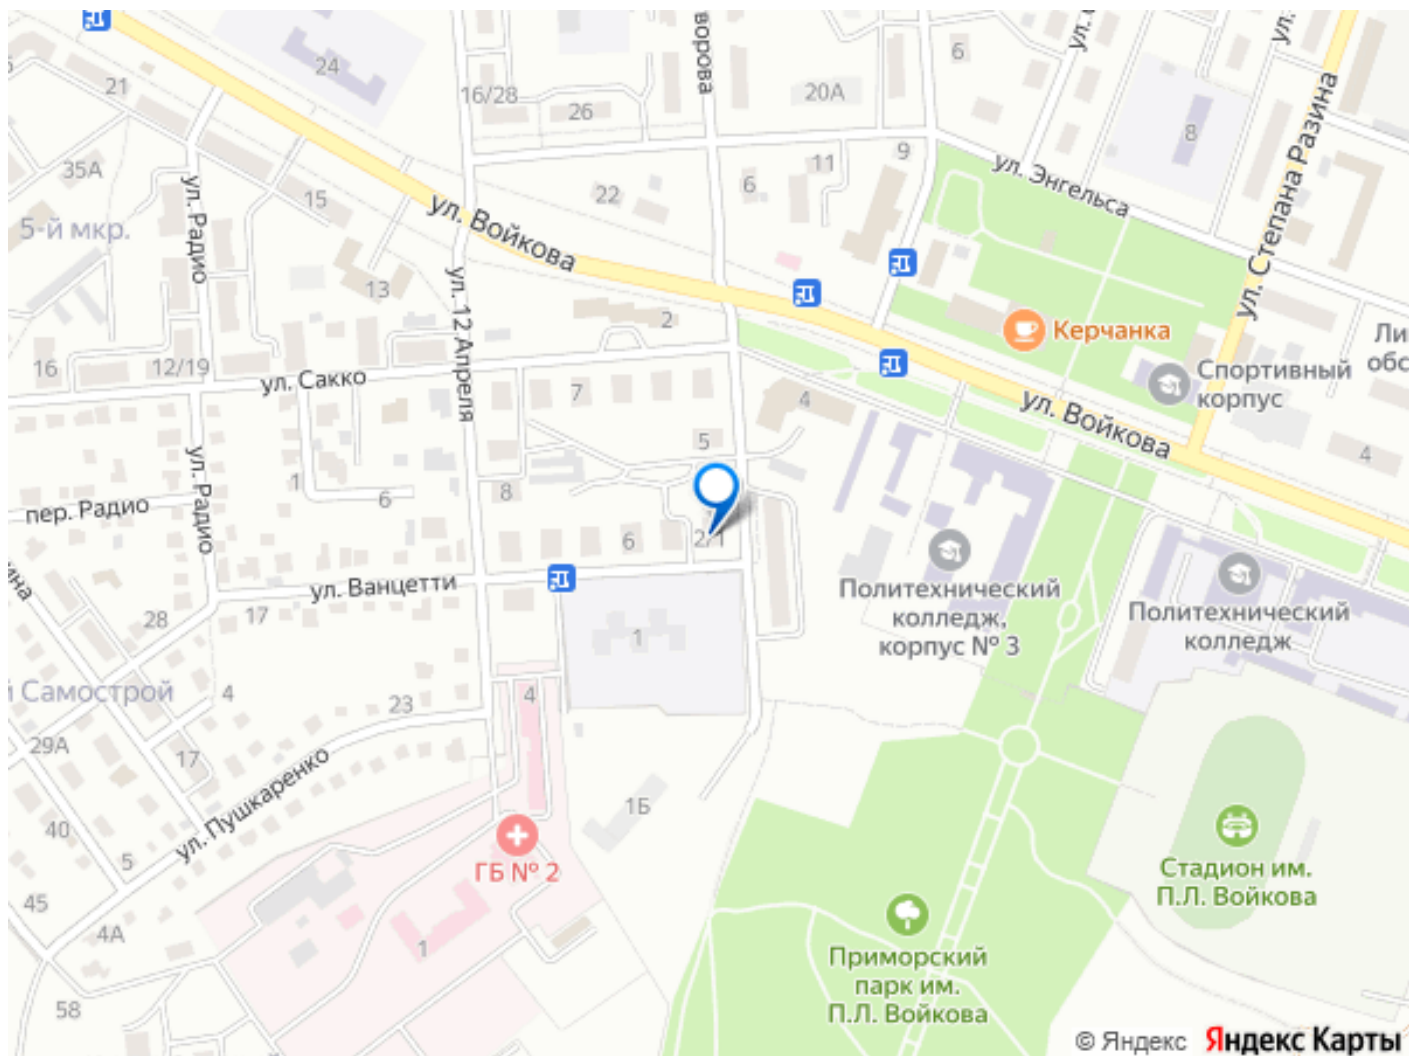 ул. Войкова
ул. Войкова
ул. Энгельса
ул. Степана Разина
ул. Радио
ул. Радио
пер. Радио
ул. 12 Апреля
ул. Сакко
ул. Ванцетти
ул. Пушкаренко
5-й мкр.
Самострой
Керчанка
Спортивный
корпус
Политехнический
колледж,
корпус № 3
Политехнический
колледж
Стадион им.
П.Л. Войкова
Приморский
парк им.
П.Л. Войкова
ГБ № 2
24
21
16/28
26
20А
6
8
35А
15
22
6
11
9
13
2
16
12/19
7
4
5
4
1
6
8
6
2/1
28
17
1
4
23
4
29А
17
1Б
40
5
45
4А
1
58
© Яндекс Яндекс Карты